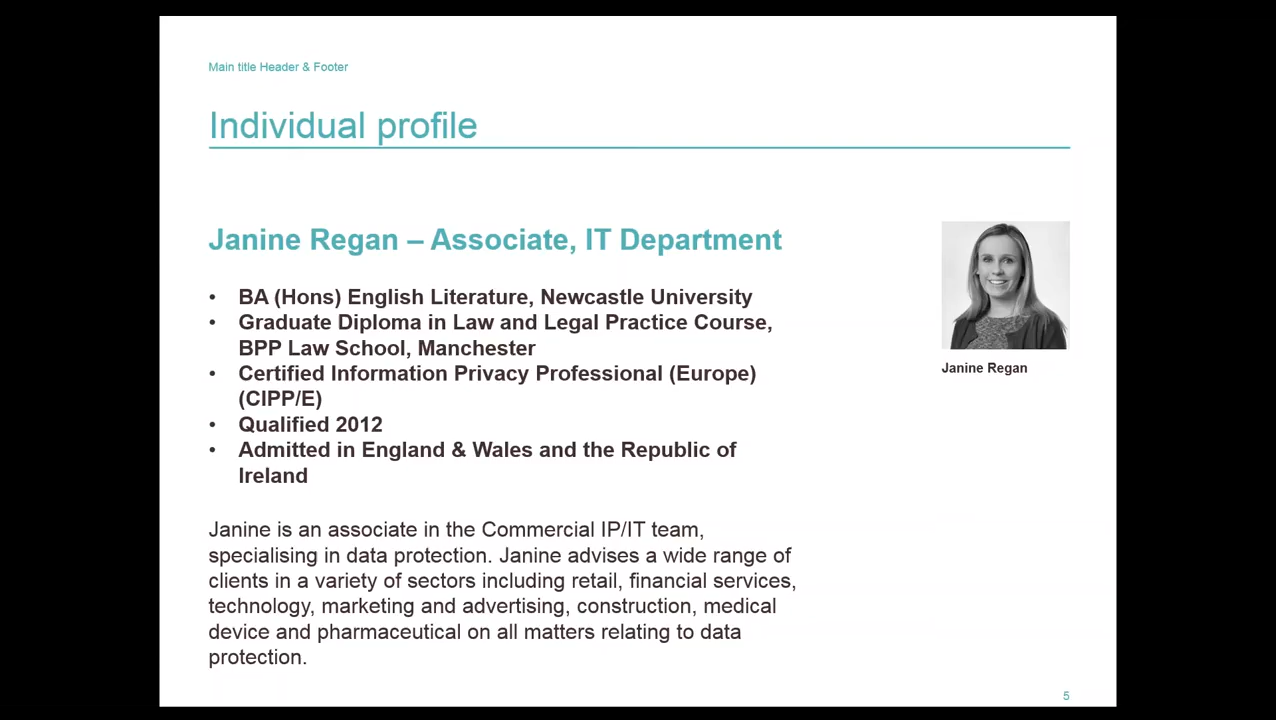 Main title Header & Footer
Individual profile
Janine Regan – Associate, IT Department
• BA (Hons) English Literature, Newcastle University
• Graduate Diploma in Law and Legal Practice Course,
BPP Law School, Manchester
• Certified Information Privacy Professional (Europe)
(CIPP/E)
• Qualified 2012
• Admitted in England & Wales and the Republic of
Ireland
Janine Regan
Janine is an associate in the Commercial IP/IT team,
specialising in data protection. Janine advises a wide range of
clients in a variety of sectors including retail, financial services,
technology, marketing and advertising, construction, medical
device and pharmaceutical on all matters relating to data
protection.
5